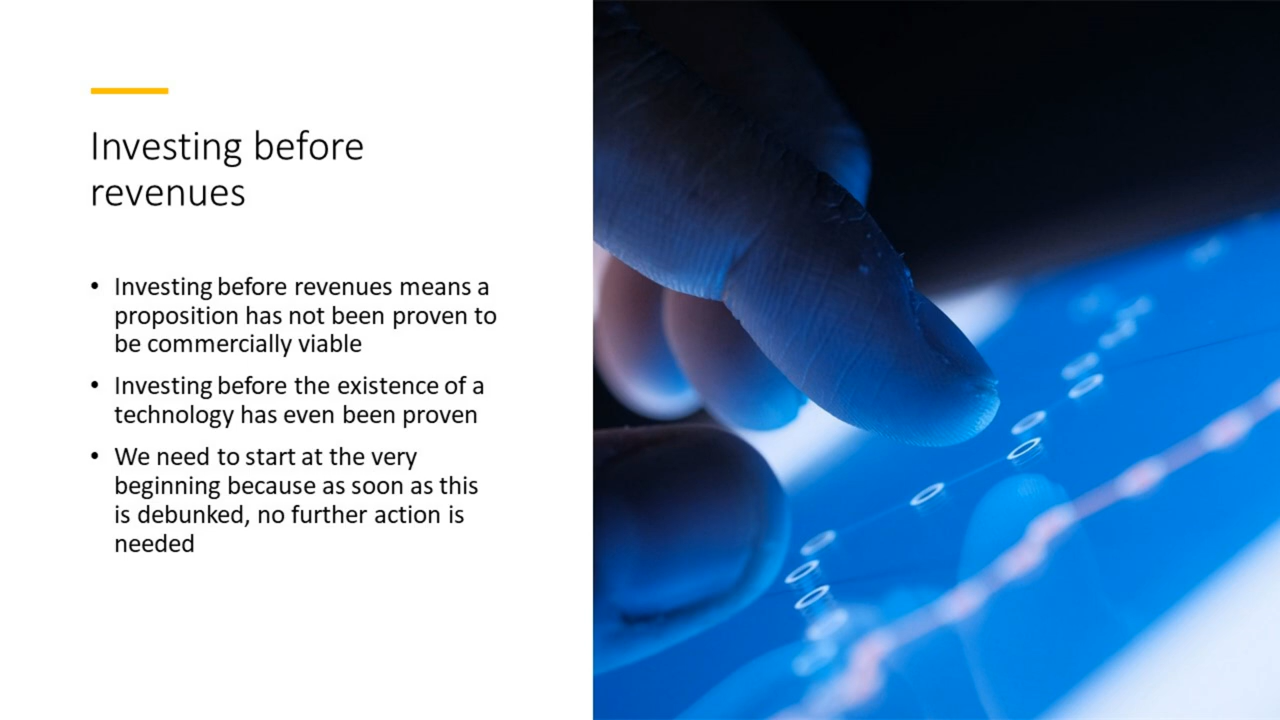 Investing before
revenues
• Investing before revenues means a
proposition has not been proven to
be commercially viable
• Investing before the existence of a
technology has even been proven
• We need to start at the very
beginning because as soon as this
is debunked, no further action is
needed